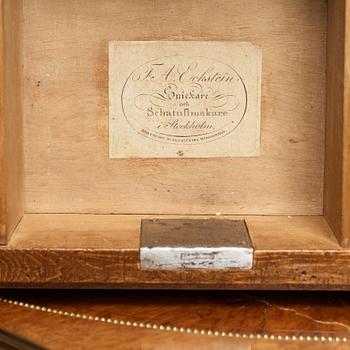 F. A. Eckstein.
Snickare
och
Schatullmakare
i Stockholm.